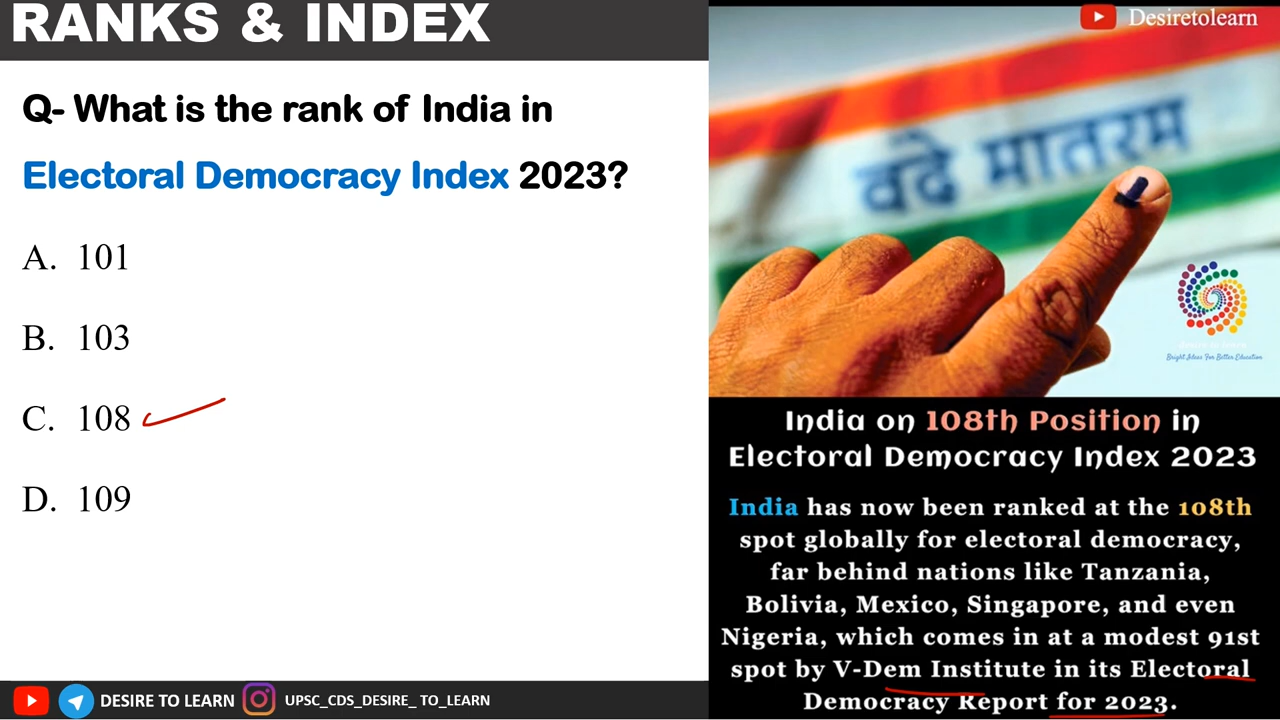 RANKS & INDEX
Q- What is the rank of India in
Electoral Democracy Index 2023?
A. 101
B. 103
C. 108
D. 109
DESIRE TO LEARN
UPSC_CDS_DESIRE_ TO_LEARN
Desiretolearn
वंदे मातरम
desire to learn
Bright Ideas For Better Education
India on 108th Position in
Electoral Democracy Index 2023
India has now been ranked at the 108th
spot globally for electoral democracy,
far behind nations like Tanzania,
Bolivia, Mexico, Singapore, and even
Nigeria, which comes in at a modest 91st
spot by V-Dem Institute in its Electoral
Democracy Report for 2023.